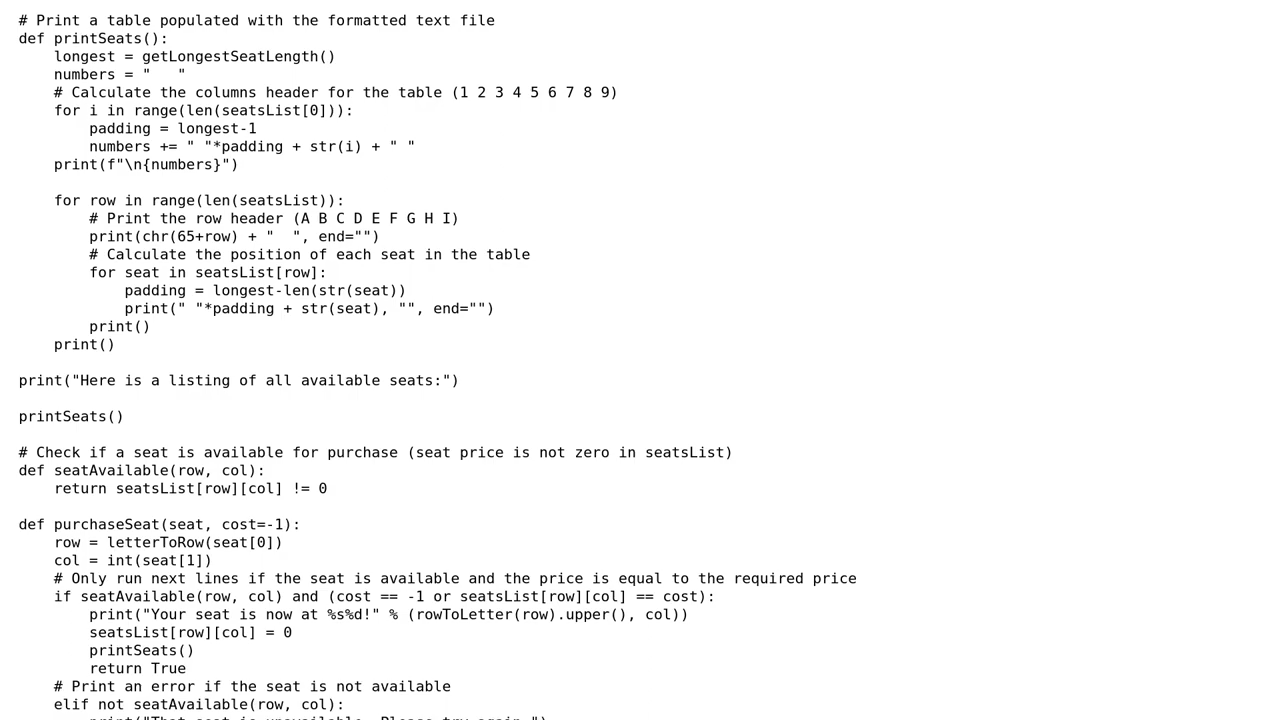 # Print a table populated with the formatted text file
def printSeats():
    longest = getLongestSeatLength()
    numbers = "   "
    # Calculate the columns header for the table (1 2 3 4 5 6 7 8 9)
    for i in range(len(seatsList[0])):
        padding = longest-1
        numbers += " "*padding + str(i) + " "
    print(f"\n{numbers}")

    for row in range(len(seatsList)):
        # Print the row header (A B C D E F G H I)
        print(chr(65+row) + "  ", end="")
        # Calculate the position of each seat in the table
        for seat in seatsList[row]:
            padding = longest-len(str(seat))
            print(" "*padding + str(seat), "", end="")
        print()
    print()

print("Here is a listing of all available seats:")

printSeats()

# Check if a seat is available for purchase (seat price is not zero in seatsList)
def seatAvailable(row, col):
    return seatsList[row][col] != 0

def purchaseSeat(seat, cost=-1):
    row = letterToRow(seat[0])
    col = int(seat[1])
    # Only run next lines if the seat is available and the price is equal to the required price
    if seatAvailable(row, col) and (cost == -1 or seatsList[row][col] == cost):
        print("Your seat is now at %s%d!" % (rowToLetter(row).upper(), col))
        seatsList[row][col] = 0
        printSeats()
        return True
    # Print an error if the seat is not available
    elif not seatAvailable(row, col):
        print("That seat is unavailable. Please try again.")